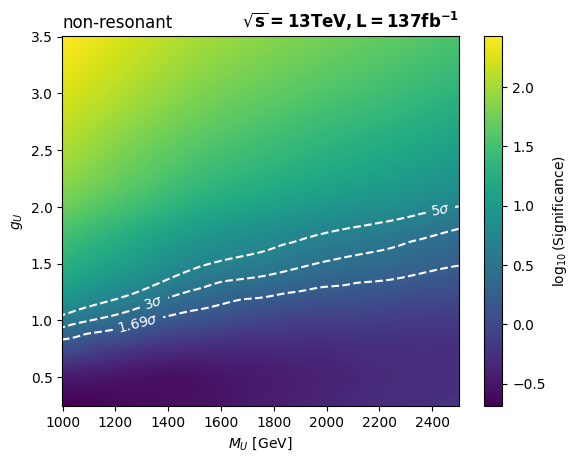 non-resonant √s = 13TeV, L = 137fb⁻¹
3.5
3.0
2.5
2.0
1.5
1.0
0.5
g_U
5σ
3σ
1.69σ
1000 1200 1400 1600 1800 2000 2200 2400
M_U [GeV]
2.0
1.5
1.0
0.5
0.0
−0.5
log₁₀(Significance)